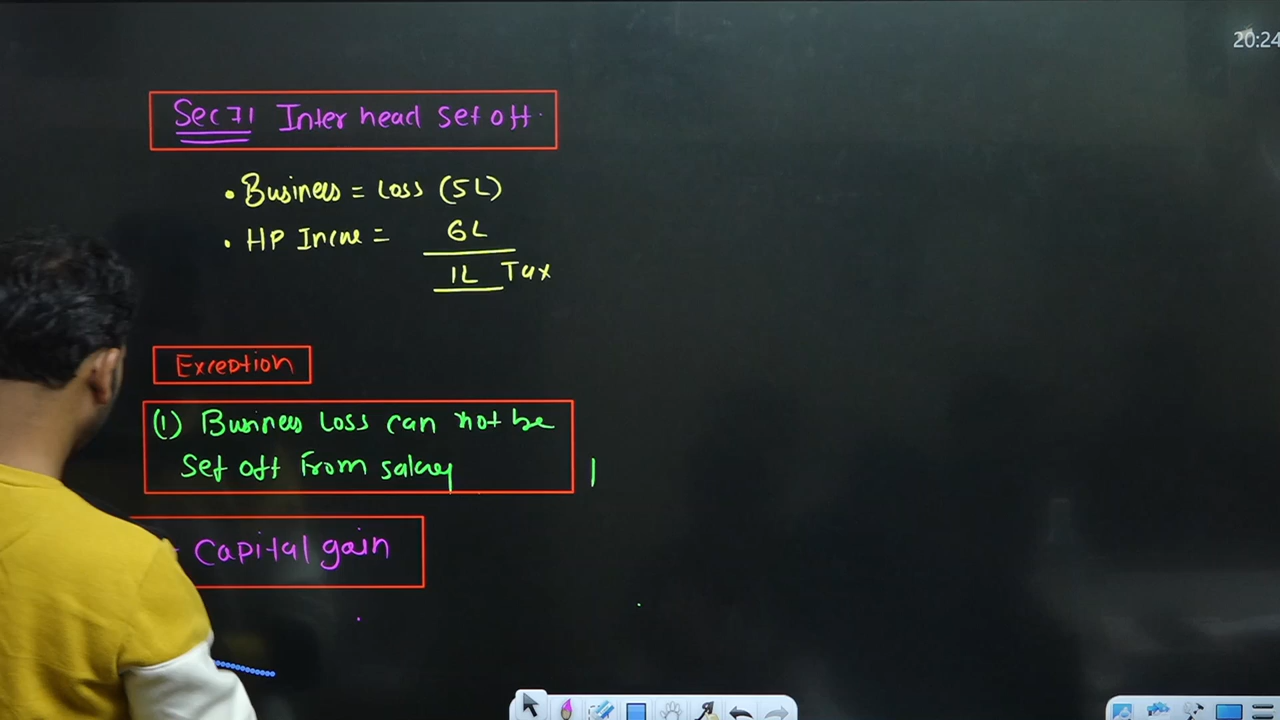 20:24
Sec 71 Inter head set off
• Business = Loss (5L)
• HP Incme = 6L
1L Tax
Exception
(1) Business Loss can not be
set off from salary
Capital gain